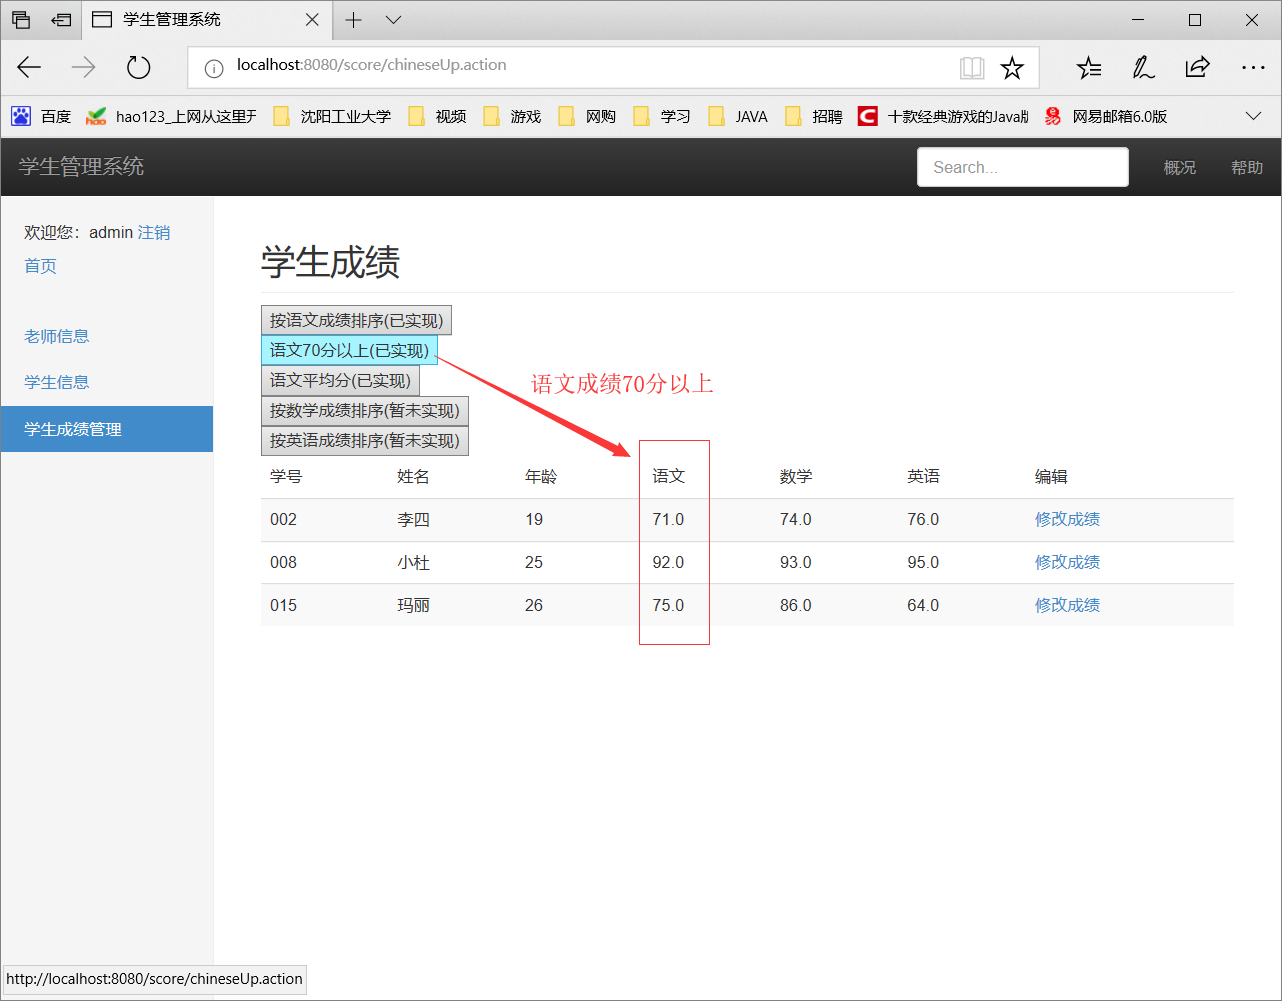 学生管理系统
localhost:8080/score/chineseUp.action
百度 hao123_上网从这里开 沈阳工业大学 视频 游戏 网购 学习 JAVA 招聘 十款经典游戏的Java版 网易邮箱6.0版
学生管理系统 Search... 概况 帮助
欢迎您：admin 注销
首页
老师信息
学生信息
学生成绩管理
学生成绩
按语文成绩排序(已实现)
语文70分以上(已实现)
语文平均分(已实现)
按数学成绩排序(暂未实现)
按英语成绩排序(暂未实现)
语文成绩70分以上
学号 姓名 年龄 语文 数学 英语 编辑
002 李四 19 71.0 74.0 76.0 修改成绩
008 小杜 25 92.0 93.0 95.0 修改成绩
015 玛丽 26 75.0 86.0 64.0 修改成绩
http://localhost:8080/score/chineseUp.action